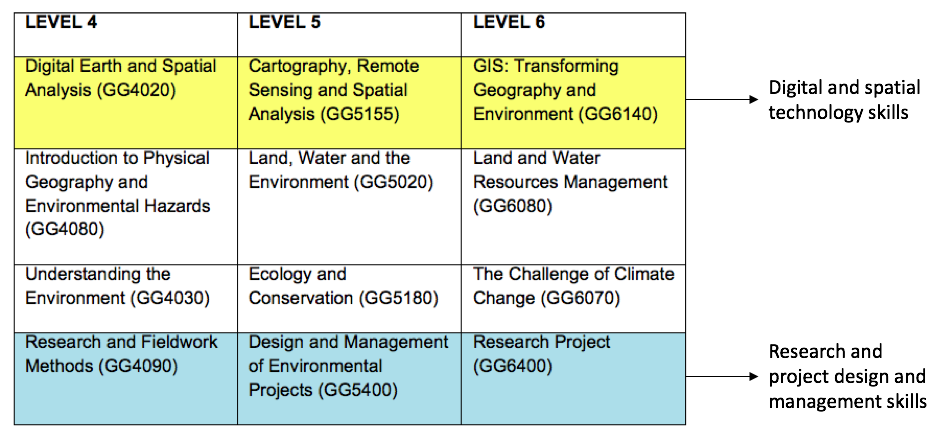 LEVEL 4
LEVEL 5
LEVEL 6
Digital Earth and Spatial
Analysis (GG4020)
Cartography, Remote
Sensing and Spatial
Analysis (GG5155)
GIS: Transforming
Geography and
Environment (GG6140)
Digital and spatial
technology skills
Introduction to Physical
Geography and
Environmental Hazards
(GG4080)
Land, Water and the
Environment (GG5020)
Land and Water
Resources Management
(GG6080)
Understanding the
Environment (GG4030)
Ecology and
Conservation (GG5180)
The Challenge of Climate
Change (GG6070)
Research and Fieldwork
Methods (GG4090)
Design and Management
of Environmental
Projects (GG5400)
Research Project
(GG6400)
Research and
project design and
management skills